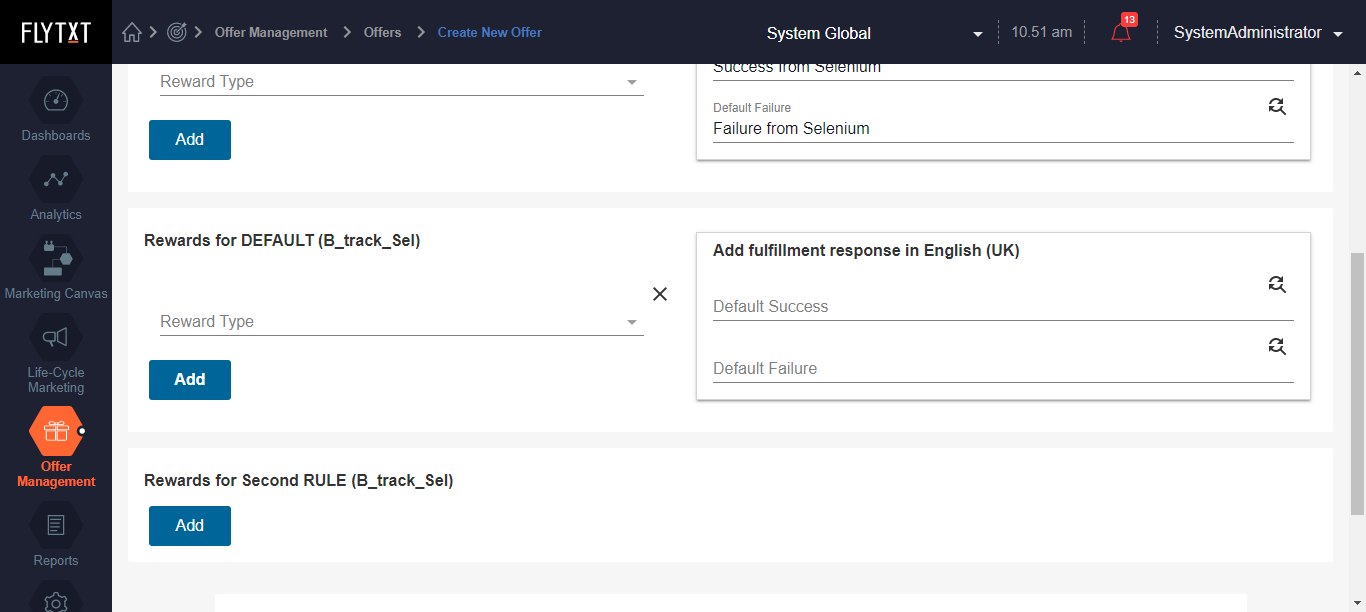 FLYTXT
Offer Management
Offers
Create New Offer
System Global
10.51 am
13
SystemAdministrator
Dashboards
Analytics
Marketing Canvas
Life-Cycle
Marketing
Offer
Management
Reports
Reward Type
Add
Success from Selenium
Default Failure
Failure from Selenium
Rewards for DEFAULT (B_track_Sel)
Reward Type
Add
Add fulfillment response in English (UK)
Default Success
Default Failure
Rewards for Second RULE (B_track_Sel)
Add